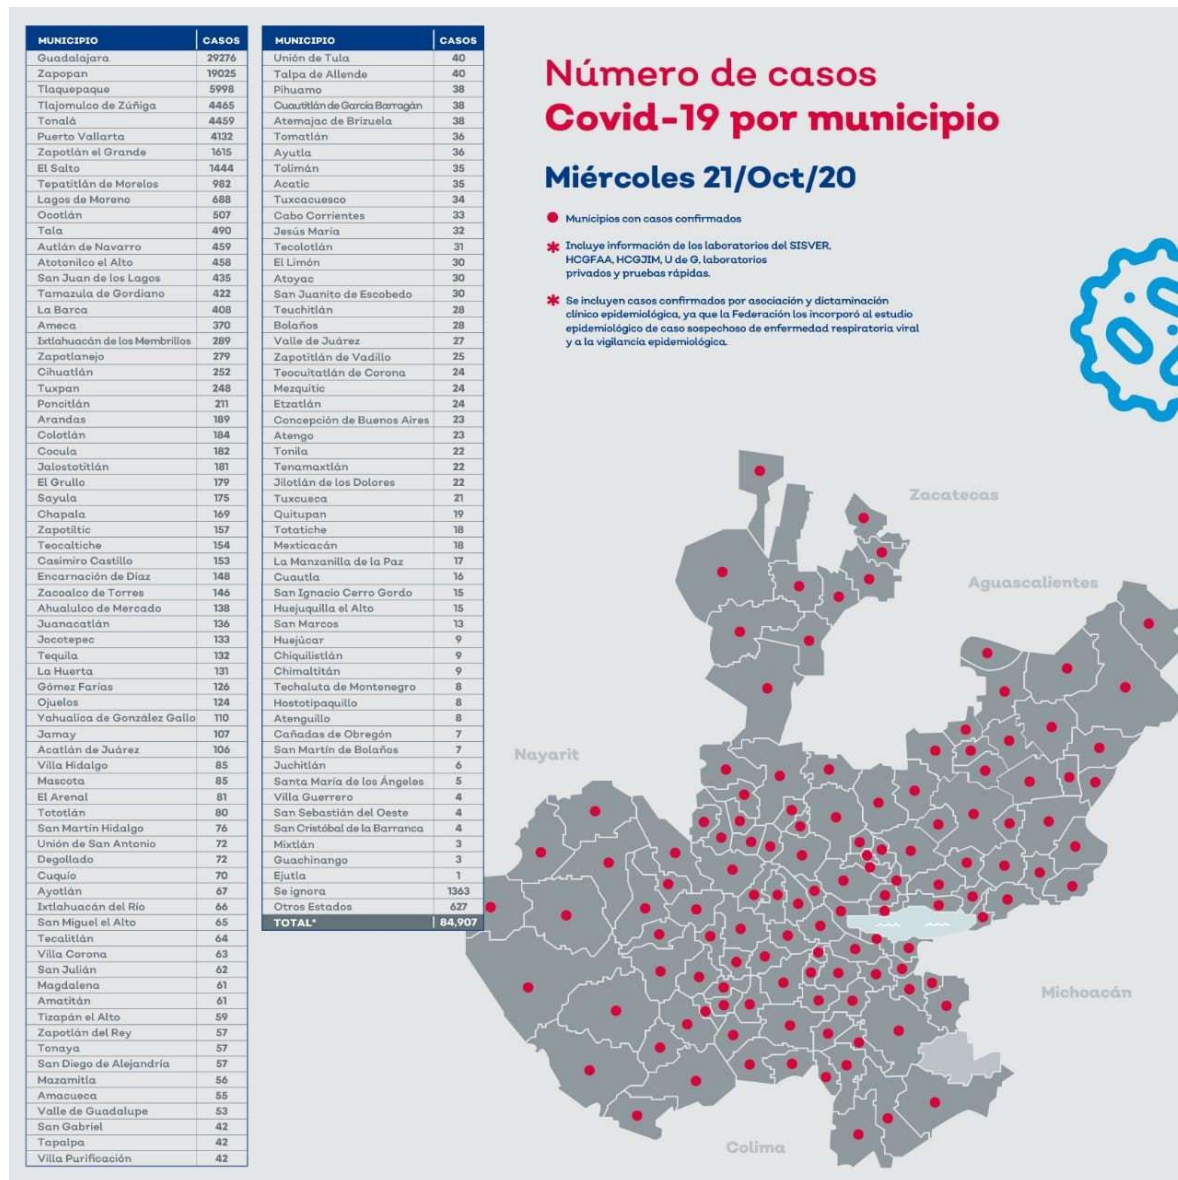 MUNICIPIO CASOS
Guadalajara 29276
Zapopan 19025
Tlaquepaque 5998
Tlajomulco de Zúñiga 4465
Tonalá 4459
Puerto Vallarta 4132
Zapotlán el Grande 1615
El Salto 1444
Tepatitlán de Morelos 982
Lagos de Moreno 688
Ocotlán 507
Tala 490
Autlán de Navarro 459
Atotonilco el Alto 458
San Juan de los Lagos 435
Tamazula de Gordiano 422
La Barca 408
Ameca 370
Ixtlahuacán de los Membrillos 289
Zapotlanejo 279
Cihuatlán 252
Tuxpan 248
Poncitlán 211
Arandas 189
Colotlán 184
Cocula 182
Jalostotitlán 181
El Grullo 179
Sayula 175
Chapala 169
Zapotiltic 157
Teocaltiche 154
Casimiro Castillo 153
Encarnación de Díaz 148
Zacoalco de Torres 146
Ahualulco de Mercado 138
Juanacatlán 136
Jocotepec 133
Tequila 132
La Huerta 131
Gómez Farías 126
Ojuelos 124
Yahualica de González Gallo 110
Jamay 107
Acatlán de Juárez 106
Villa Hidalgo 85
Mascota 85
El Arenal 81
Tototlán 80
San Martín Hidalgo 76
Unión de San Antonio 72
Degollado 72
Cuquío 70
Ayotlán 67
Ixtlahuacán del Río 66
San Miguel el Alto 65
Tecalitlán 64
Villa Corona 63
San Julián 62
Magdalena 61
Amatitán 61
Tizapán el Alto 59
Zapotlán del Rey 57
Tonaya 57
San Diego de Alejandría 57
Mazamitla 56
Amacueca 55
Valle de Guadalupe 53
San Gabriel 42
Tapalpa 42
Villa Purificación 42
MUNICIPIO CASOS
Unión de Tula 40
Talpa de Allende 40
Pihuamo 38
Cuautitlán de García Barragán 38
Atemajac de Brizuela 38
Tomatlán 36
Ayutla 36
Tolimán 35
Acatic 35
Tuxcacuesco 34
Cabo Corrientes 33
Jesús María 32
Tecolotlán 31
El Limón 30
Atoyac 30
San Juanito de Escobedo 30
Teuchitlán 28
Bolaños 28
Valle de Juárez 27
Zapotitlán de Vadillo 25
Teocuitatlán de Corona 24
Mezquitic 24
Etzatlán 24
Concepción de Buenos Aires 23
Atengo 23
Tonila 22
Tenamaxtlán 22
Jilotlán de los Dolores 22
Tuxcueca 21
Quitupan 19
Totatiche 18
Mexticacán 18
La Manzanilla de la Paz 17
Cuautla 16
San Ignacio Cerro Gordo 15
Huejuquilla el Alto 15
San Marcos 13
Huejúcar 9
Chiquilistlán 9
Chimaltitán 9
Techaluta de Montenegro 8
Hostotipaquillo 8
Atenguillo 8
Cañadas de Obregón 7
San Martín de Bolaños 7
Juchitlán 6
Santa María de los Ángeles 5
Villa Guerrero 4
San Sebastián del Oeste 4
San Cristóbal de la Barranca 4
Mixtlán 3
Guachinango 3
Ejutla 1
Se ignora 1363
Otros Estados 627
TOTAL* 84,907
Número de casos
Covid-19 por municipio
Miércoles 21/Oct/20
Municipios con casos confirmados
* Incluye información de los laboratorios del SISVER,
HCGFAA, HCGJIM, U de G, laboratorios
privados y pruebas rápidas.
* Se incluyen casos confirmados por asociación y dictaminación
clínico epidemiológica, ya que la Federación los incorporó al estudio
epidemiológico de caso sospechoso de enfermedad respiratoria viral
y a la vigilancia epidemiológica.
Zacatecas
Aguascalientes
Nayarit
Michoacán
Colima